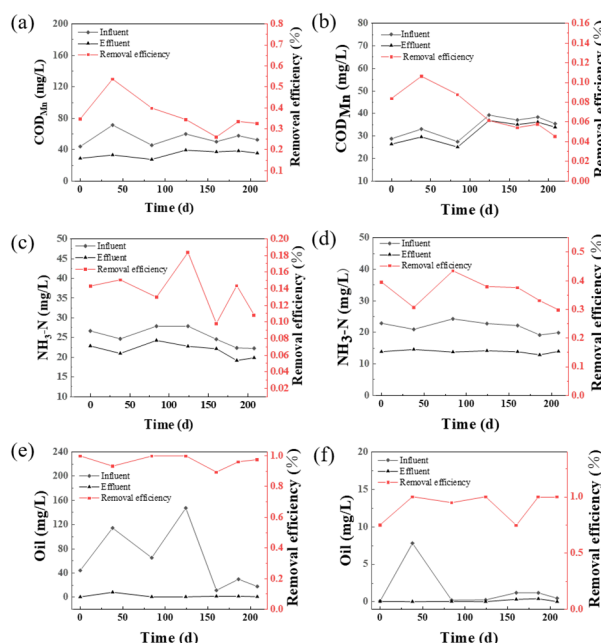 (a)
200
160
120
80
40
0
COD_Mn (mg/L)
Influent
Effluent
Removal efficiency
0.8
0.7
0.6
0.5
0.4
0.3
0.2
0.1
Removeal efficiency (%)
0 50 100 150 200
Time (d)
(b)
80
70
60
50
40
30
20
10
COD_Mn (mg/L)
Influent
Effluent
Removal efficiency
0.16
0.14
0.12
0.10
0.08
0.06
0.04
0.02
0.00
Removal efficiency (%)
0 50 100 150 200
Time (d)
(c)
50
45
40
35
30
25
20
15
10
NH3-N (mg/L)
Influent
Effluent
Removal efficiency
0.20
0.18
0.16
0.14
0.12
0.10
0.08
0.06
0.04
0.02
Removal efficiency (%)
0 50 100 150 200
Time (d)
(d)
50
40
30
20
10
0
NH3-N (mg/L)
Influent
Effluent
Removal efficiency
0.5
0.4
0.3
0.2
0.1
0.0
Removal efficiency (%)
0 50 100 150 200
Time (d)
(e)
240
200
160
120
80
40
0
Oil (mg/L)
Influent
Effluent
Removal efficiency
1.0
0.8
0.6
0.4
0.2
0.0
Removal efficiency (%)
0 50 100 150 200
Time (d)
(f)
20
15
10
5
0
Oil (mg/L)
Influent
Effluent
Removal efficiency
1.0
0.5
0.0
Removal efficiency (%)
0 50 100 150 200
Time (d)